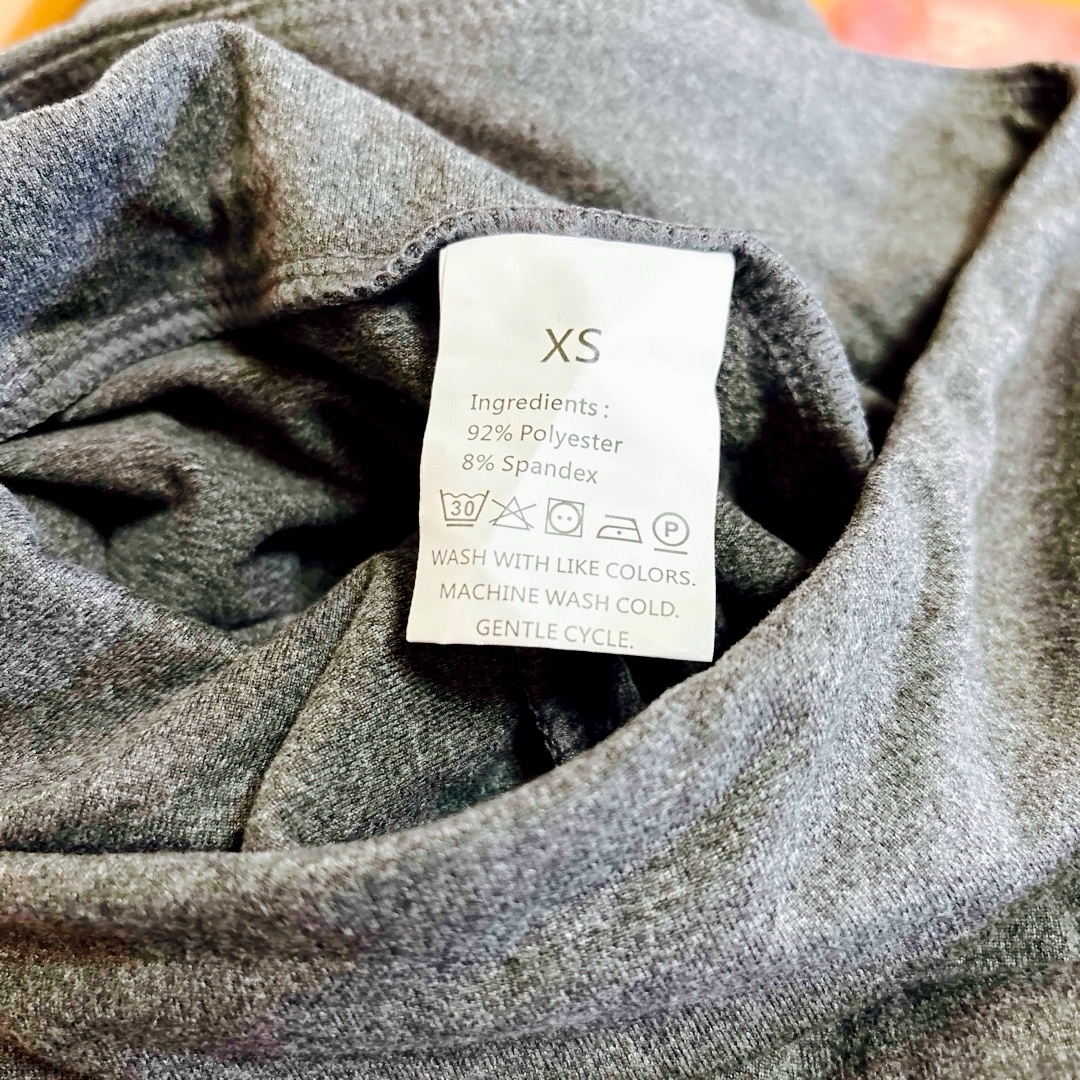 XS
Ingredients :
92% Polyester
8% Spandex
30 P
WASH WITH LIKE COLORS.
MACHINE WASH COLD.
GENTLE CYCLE.